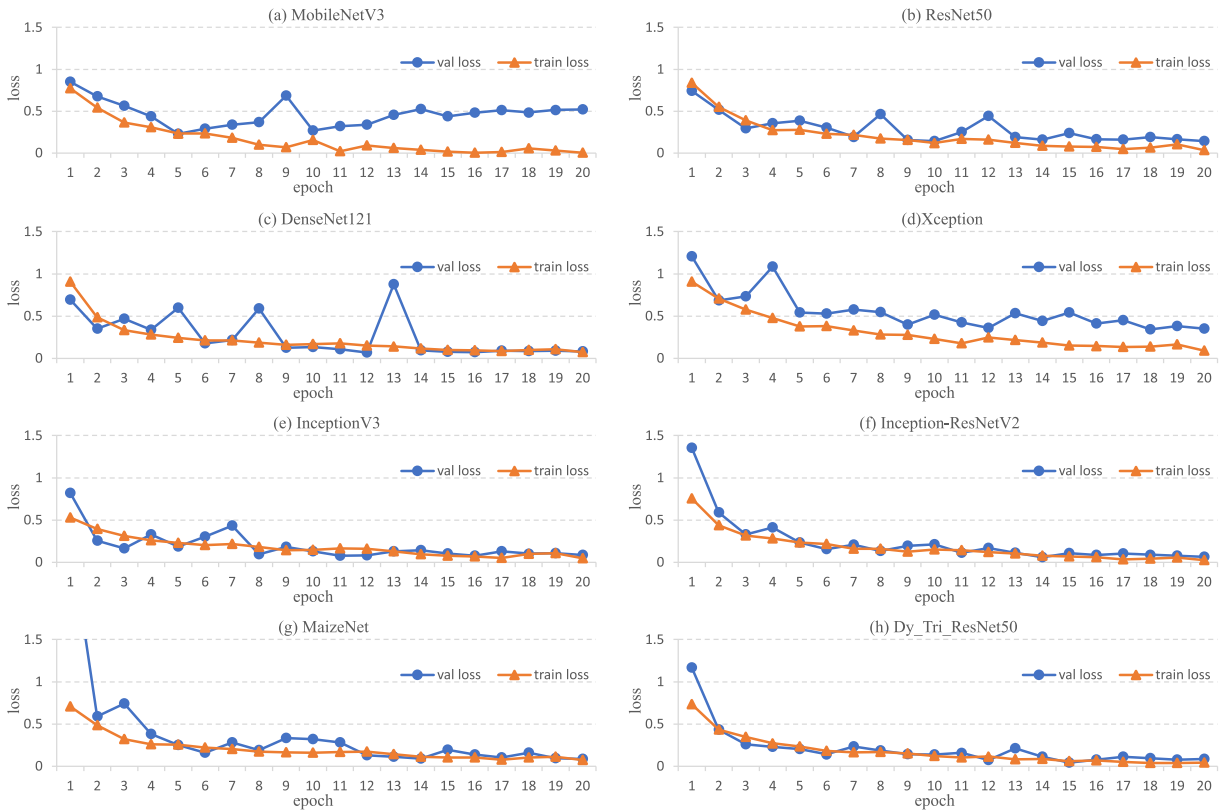 (a) MobileNetV3
1.5
1
0.5
0
loss
val loss
train loss
1 2 3 4 5 6 7 8 9 10 11 12 13 14 15 16 17 18 19 20
epoch
(b) ResNet50
1.5
1
0.5
0
loss
val loss
train loss
1 2 3 4 5 6 7 8 9 10 11 12 13 14 15 16 17 18 19 20
epoch
(c) DenseNet121
1.5
1
0.5
0
loss
val loss
train loss
1 2 3 4 5 6 7 8 9 10 11 12 13 14 15 16 17 18 19 20
epoch
(d)Xception
1.5
1
0.5
0
loss
val loss
train loss
1 2 3 4 5 6 7 8 9 10 11 12 13 14 15 16 17 18 19 20
epoch
(e) InceptionV3
1.5
1
0.5
0
loss
val loss
train loss
1 2 3 4 5 6 7 8 9 10 11 12 13 14 15 16 17 18 19 20
epoch
(f) Inception-ResNetV2
1.5
1
0.5
0
loss
val loss
train loss
1 2 3 4 5 6 7 8 9 10 11 12 13 14 15 16 17 18 19 20
epoch
(g) MaizeNet
1.5
1
0.5
0
loss
val loss
train loss
1 2 3 4 5 6 7 8 9 10 11 12 13 14 15 16 17 18 19 20
epoch
(h) Dy_Tri_ResNet50
1.5
1
0.5
0
loss
val loss
train loss
1 2 3 4 5 6 7 8 9 10 11 12 13 14 15 16 17 18 19 20
epoch